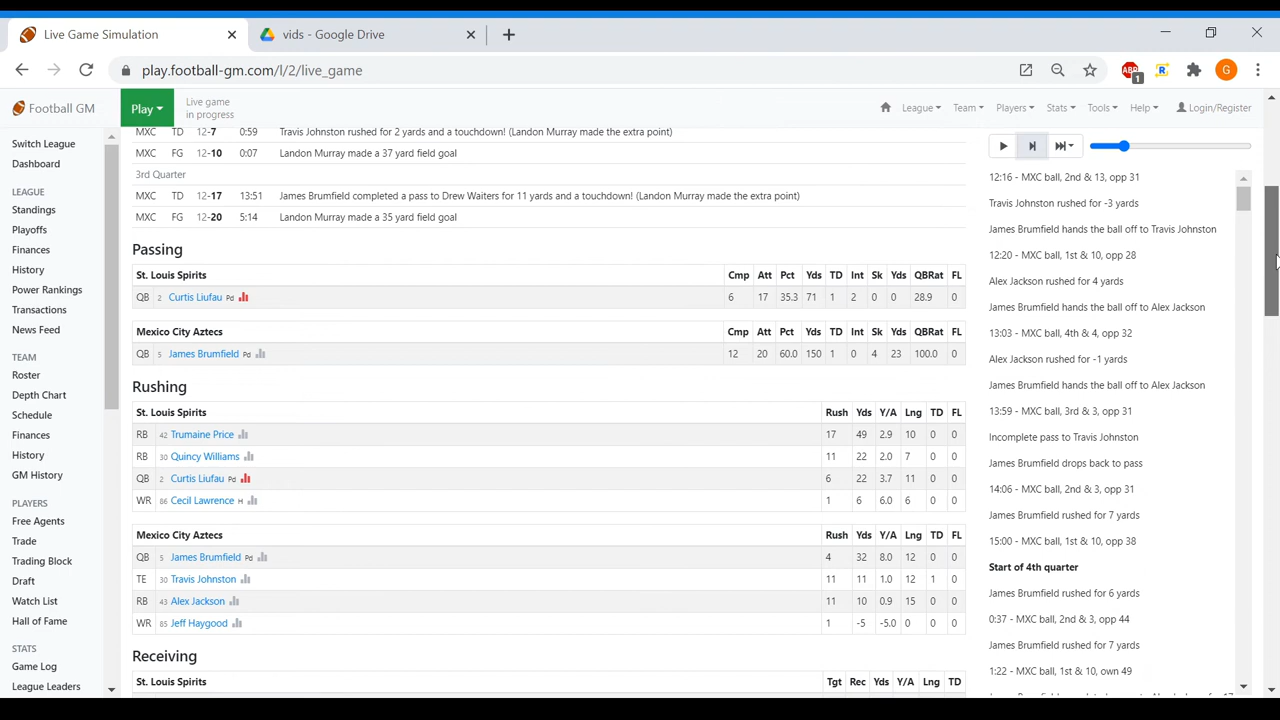 Live Game Simulation
vids - Google Drive
play.football-gm.com/l/2/live_game
ABP
1
R
G
Football GM
Play
Live game
in progress
League
Team
Players
Stats
Tools
Help
Login/Register
Switch League
Dashboard
LEAGUE
Standings
Playoffs
Finances
History
Power Rankings
Transactions
News Feed
TEAM
Roster
Depth Chart
Schedule
Finances
History
GM History
PLAYERS
Free Agents
Trade
Trading Block
Draft
Watch List
Hall of Fame
STATS
Game Log
League Leaders
MXC TD 12-7 0:59 Travis Johnston rushed for 2 yards and a touchdown! (Landon Murray made the extra point)
MXC FG 12-10 0:07 Landon Murray made a 37 yard field goal
3rd Quarter
MXC TD 12-17 13:51 James Brumfield completed a pass to Drew Waiters for 11 yards and a touchdown! (Landon Murray made the extra point)
MXC FG 12-20 5:14 Landon Murray made a 35 yard field goal
Passing
St. Louis Spirits Cmp Att Pct Yds TD Int Sk Yds QBRat FL
QB 2 Curtis Liufau Pd 6 17 35.3 71 1 2 0 0 28.9 0
Mexico City Aztecs Cmp Att Pct Yds TD Int Sk Yds QBRat FL
QB 5 James Brumfield Pd 12 20 60.0 150 1 0 4 23 100.0 0
Rushing
St. Louis Spirits Rush Yds Y/A Lng TD FL
RB 42 Trumaine Price 17 49 2.9 10 0 0
RB 30 Quincy Williams 11 22 2.0 7 0 0
QB 2 Curtis Liufau Pd 6 22 3.7 11 0 0
WR 86 Cecil Lawrence H 1 6 6.0 6 0 0
Mexico City Aztecs Rush Yds Y/A Lng TD FL
QB 5 James Brumfield Pd 4 32 8.0 12 0 0
TE 30 Travis Johnston 11 11 1.0 12 1 0
RB 43 Alex Jackson 11 10 0.9 15 0 0
WR 85 Jeff Haygood 1 -5 -5.0 0 0 0
Receiving
St. Louis Spirits Tgt Rec Yds Y/A Lng TD
12:16 - MXC ball, 2nd & 13, opp 31
Travis Johnston rushed for -3 yards
James Brumfield hands the ball off to Travis Johnston
12:20 - MXC ball, 1st & 10, opp 28
Alex Jackson rushed for 4 yards
James Brumfield hands the ball off to Alex Jackson
13:03 - MXC ball, 4th & 4, opp 32
Alex Jackson rushed for -1 yards
James Brumfield hands the ball off to Alex Jackson
13:59 - MXC ball, 3rd & 3, opp 31
Incomplete pass to Travis Johnston
James Brumfield drops back to pass
14:06 - MXC ball, 2nd & 3, opp 31
James Brumfield rushed for 7 yards
15:00 - MXC ball, 1st & 10, opp 38
Start of 4th quarter
James Brumfield rushed for 6 yards
0:37 - MXC ball, 2nd & 3, opp 44
James Brumfield rushed for 7 yards
1:22 - MXC ball, 1st & 10, own 49